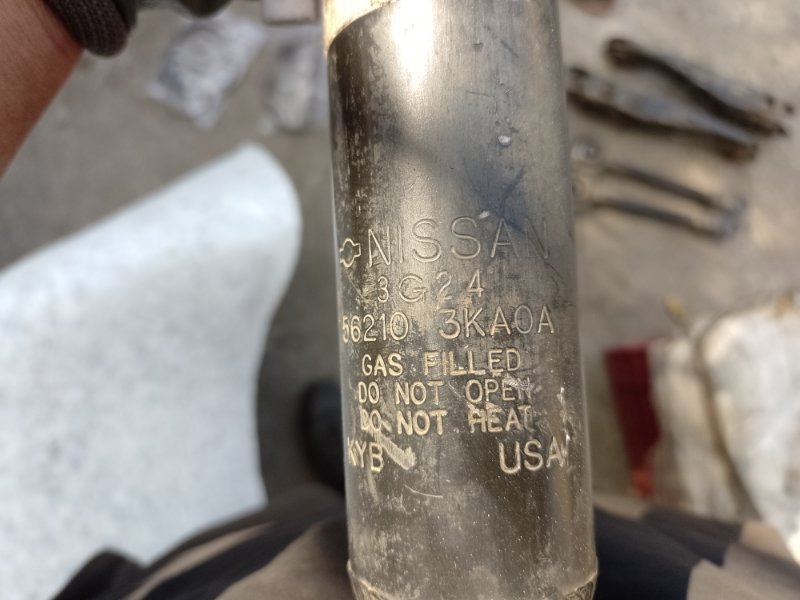 NISSAN
3G24
56210 3KA0A
GAS FILLED
DO NOT OPEN
DO NOT HEAT
KYB USA